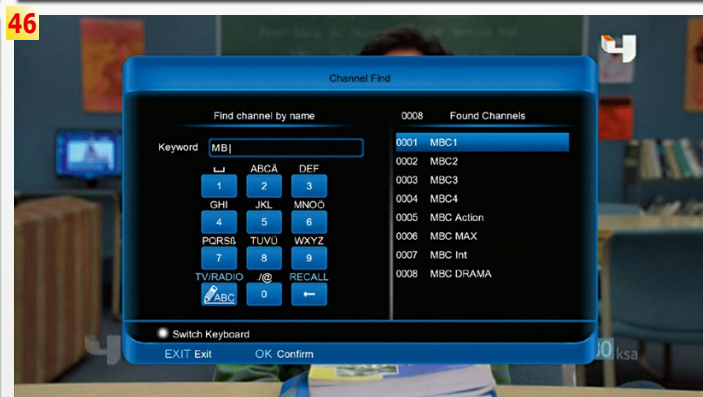 46
Channel Find
Find channel by name
0008 Found Channels
Keyword MB|
ABCÄ DEF
1 2 3
GHI JKL MNOÖ
4 5 6
PQRSß TUVÜ WXYZ
7 8 9
TV/RADIO ./@ RECALL
ABC 0 ←
0001 MBC1
0002 MBC2
0003 MBC3
0004 MBC4
0005 MBC Action
0006 MBC MAX
0007 MBC Int
0008 MBC DRAMA
Switch Keyboard
EXIT Exit OK Confirm
ksa